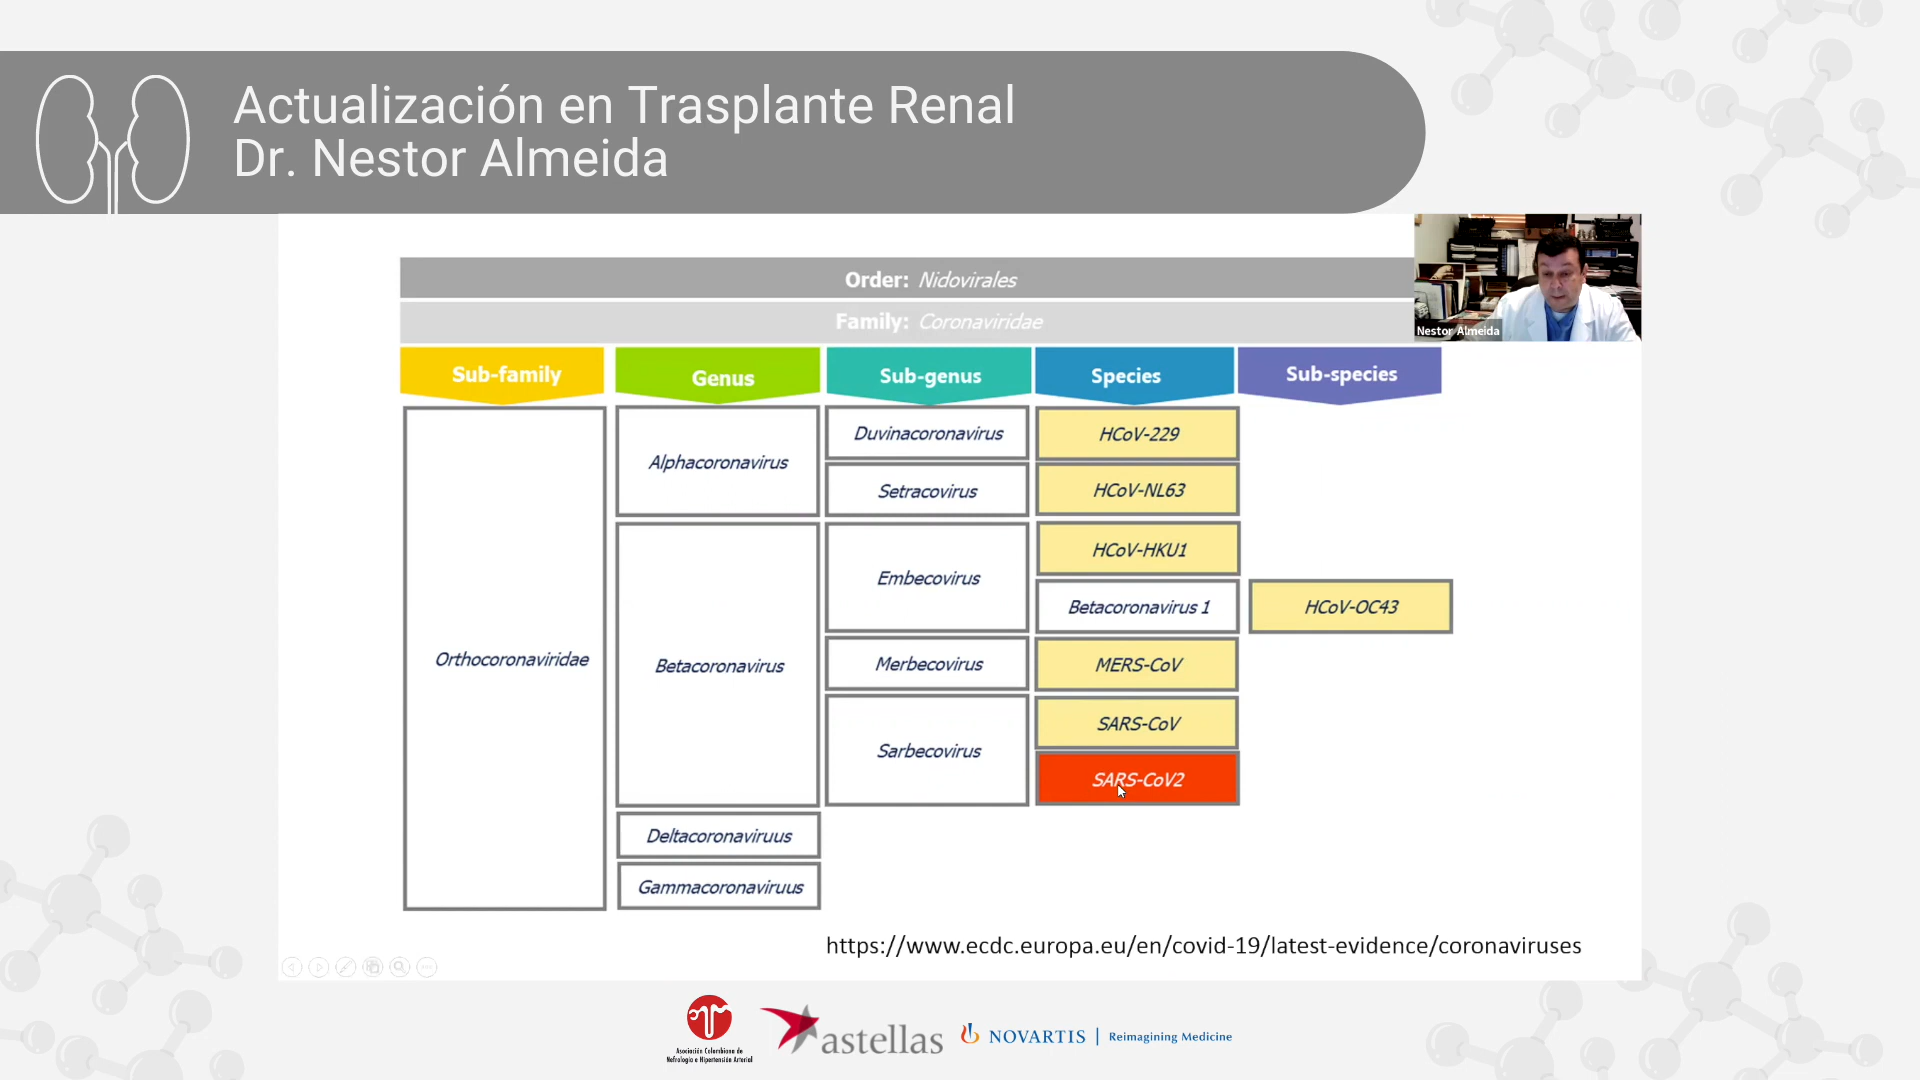 Actualización en Trasplante Renal
Dr. Nestor Almeida
Order: Nidovirales
Family: Coronaviridae
Nestor Almeida
Sub-family
Genus
Sub-genus
Species
Sub-species
Orthocoronaviridae
Alphacoronavirus
Duvinacoronavirus
HCoV-229
Setracovirus
HCoV-NL63
Betacoronavirus
Embecovirus
HCoV-HKU1
Betacoronavirus 1
HCoV-OC43
Merbecovirus
MERS-CoV
Sarbecovirus
SARS-CoV
SARS-CoV2
Deltacoronaviruus
Gammacoronaviruus
https://www.ecdc.europa.eu/en/covid-19/latest-evidence/coronaviruses
Asociación Colombiana de
Nefrología e Hipertensión Arterial
astellas
NOVARTIS | Reimagining Medicine